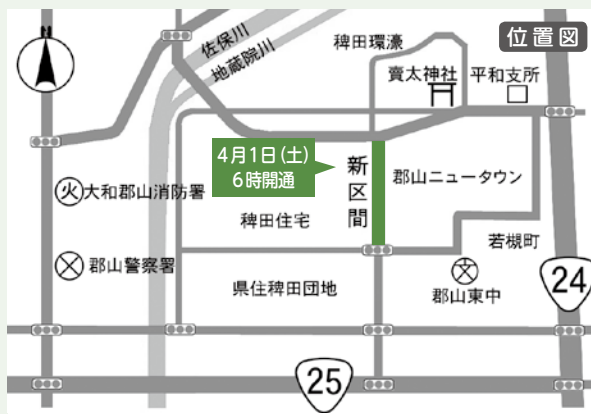 位置図
佐保川
地蔵院川
稗田環濠
賣太神社
平和支所
4月1日(土)
6時開通
新区間
郡山ニュータウン
火
大和郡山消防署
稗田住宅
若槻町
郡山警察署
県住稗田団地
文
郡山東中
24
25